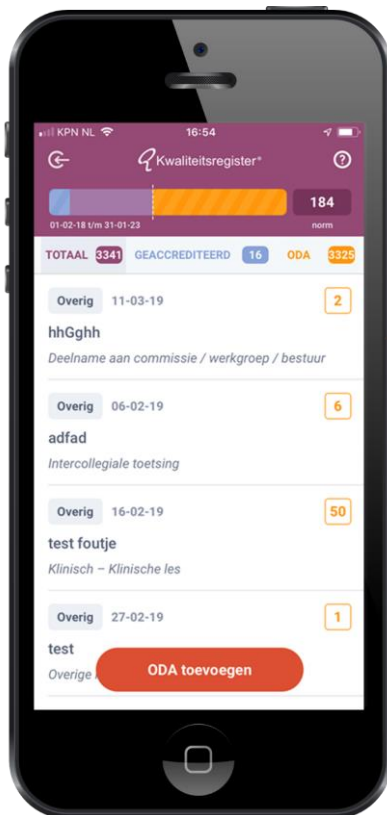 KPN NL 16:54
Kwaliteitsregister+
184
01-02-18 t/m 31-01-23 norm
TOTAAL 3341 GEACCREDITEERD 16 ODA 3325
Overig 11-03-19 2
hhGghh
Deelname aan commissie / werkgroep / bestuur
Overig 06-02-19 6
adfad
Intercollegiale toetsing
Overig 16-02-19 50
test foutje
Klinisch – Klinische les
Overig 27-02-19 1
test
Overige
ODA toevoegen